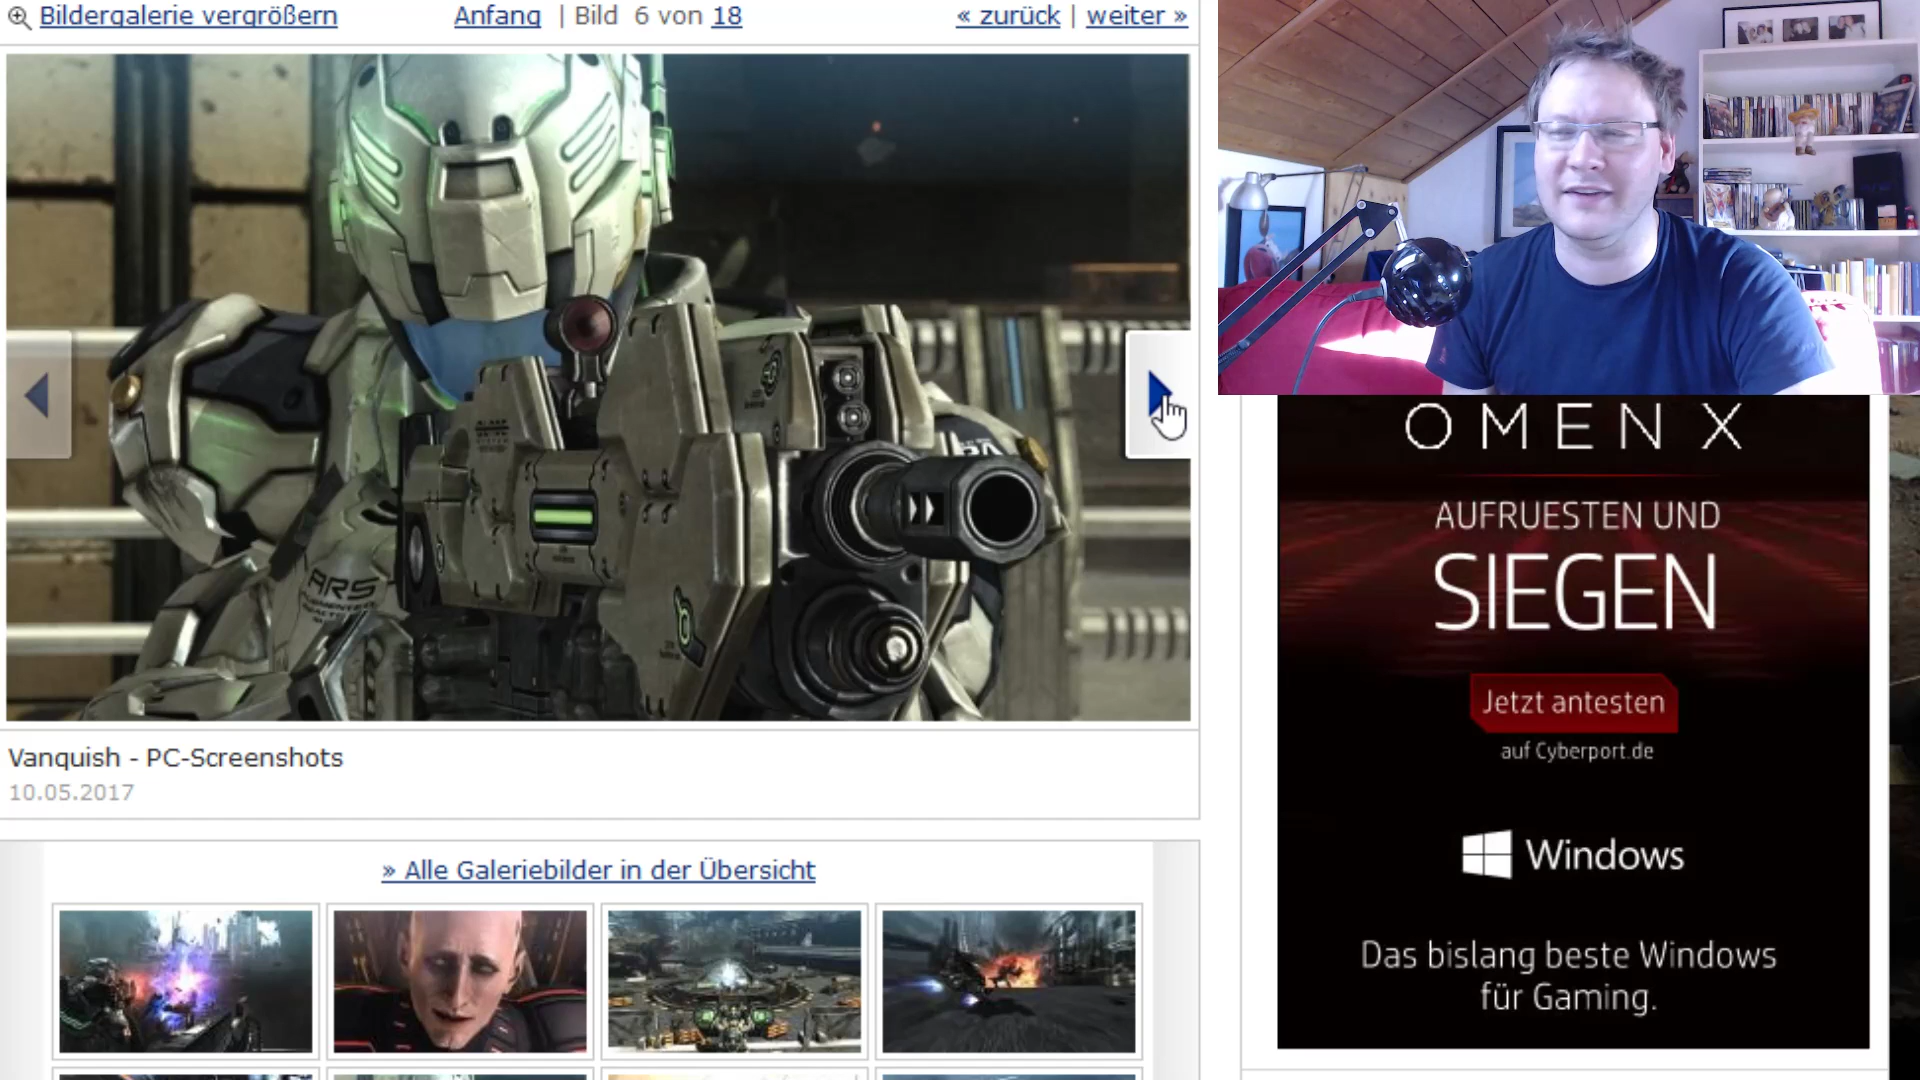 Bildergalerie vergrößern
Anfang | Bild 6 von 18
« zurück | weiter »
ARS
Vanquish - PC-Screenshots
10.05.2017
» Alle Galeriebilder in der Übersicht
OMEN X
AUFRUESTEN UND
SIEGEN
Jetzt antesten
auf Cyberport.de
Windows
Das bislang beste Windows
für Gaming.